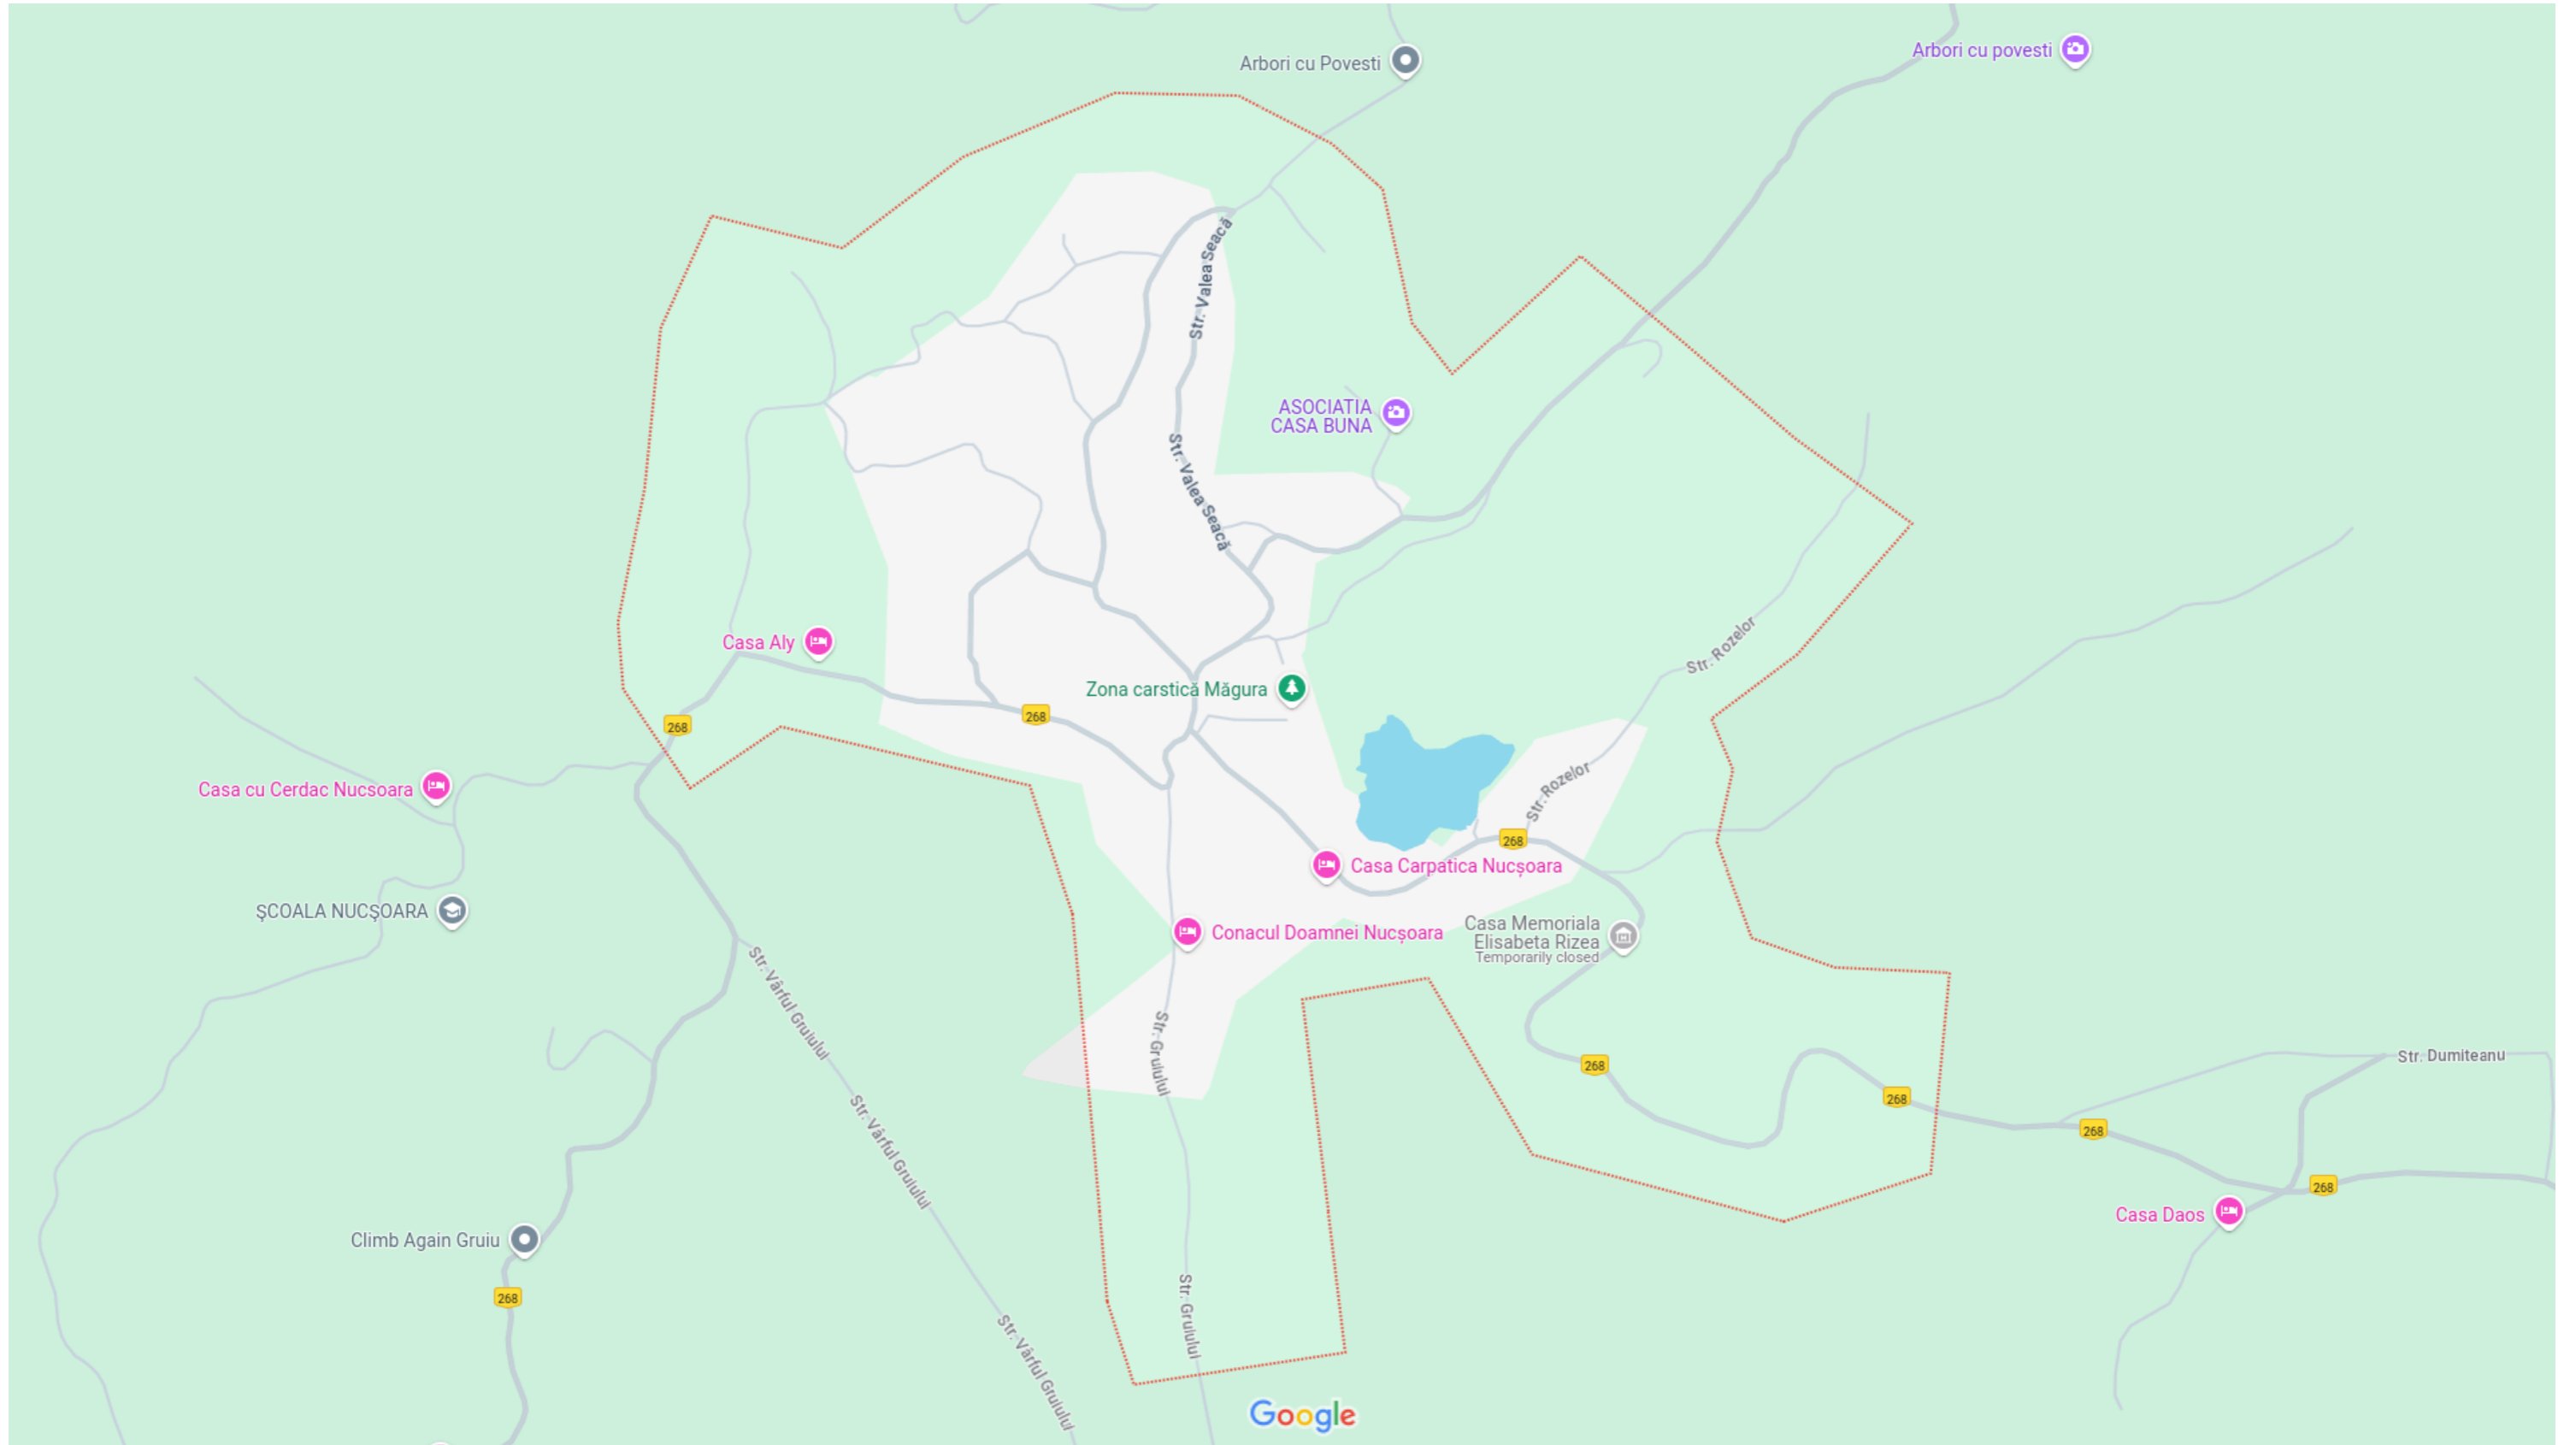 Arbori cu povesti
Arbori cu Povesti
Str. Valea Seacă
ASOCIATIA
CASA BUNA
Str. Valea Seacă
Casa Aly
Str. Rozelor
Zona carstică Măgura
268
268
Casa cu Cerdac Nucsoara
Str. Rozelor
268
Casa Carpatica Nucșoara
ŞCOALA NUCŞOARA
Conacul Doamnei Nucșoara
Casa Memoriala
Elisabeta Rizea
Temporarily closed
Str. Vârful Gruiului
Str. Gruiului
Str. Dumiteanu
268
268
268
Str. Vârful Gruiului
268
Casa Daos
Climb Again Gruiu
268
Str. Gruiului
Str. Vârful Gruiului
Google